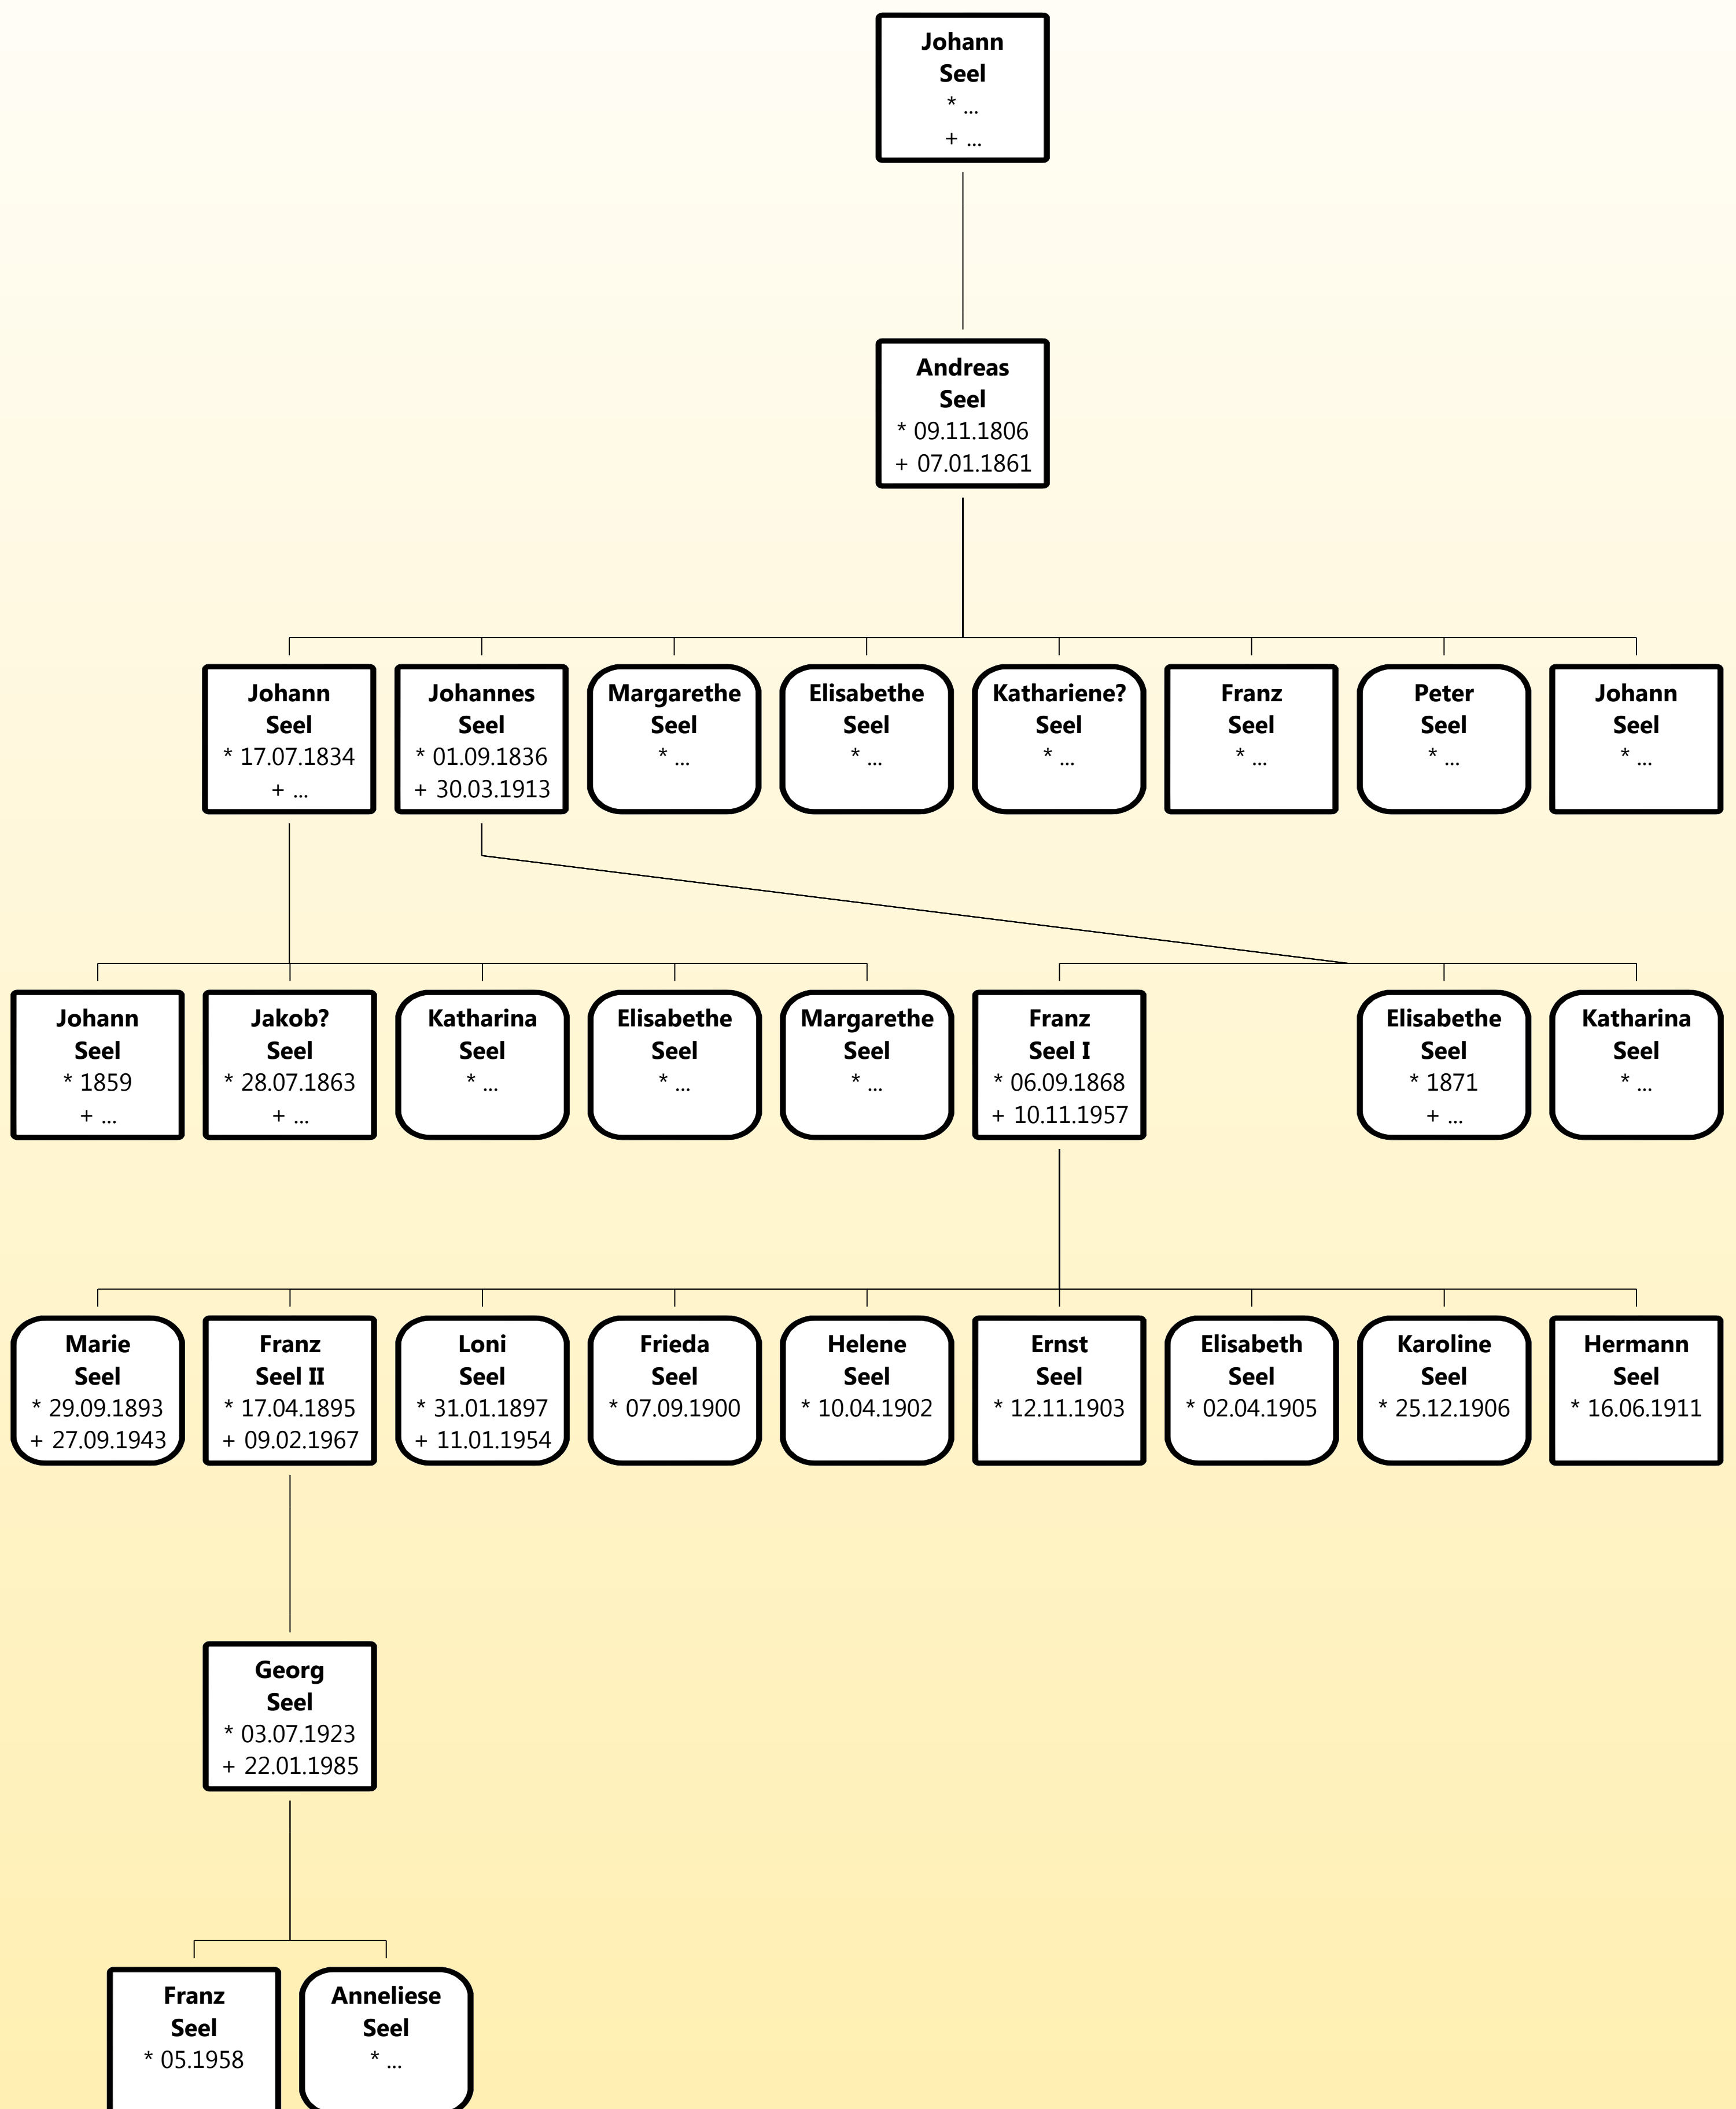 Johann
Seel
* ...
+ ...
Andreas
Seel
* 09.11.1806
+ 07.01.1861
Johann
Seel
* 17.07.1834
+ ...
Johannes
Seel
* 01.09.1836
+ 30.03.1913
Margarethe
Seel
* ...
Elisabethe
Seel
* ...
Kathariene?
Seel
* ...
Franz
Seel
* ...
Peter
Seel
* ...
Johann
Seel
* ...
Johann
Seel
* 1859
+ ...
Jakob?
Seel
* 28.07.1863
+ ...
Katharina
Seel
* ...
Elisabethe
Seel
* ...
Margarethe
Seel
* ...
Franz
Seel I
* 06.09.1868
+ 10.11.1957
Elisabethe
Seel
* 1871
+ ...
Katharina
Seel
* ...
Marie
Seel
* 29.09.1893
+ 27.09.1943
Franz
Seel II
* 17.04.1895
+ 09.02.1967
Loni
Seel
* 31.01.1897
+ 11.01.1954
Frieda
Seel
* 07.09.1900
Helene
Seel
* 10.04.1902
Ernst
Seel
* 12.11.1903
Elisabeth
Seel
* 02.04.1905
Karoline
Seel
* 25.12.1906
Hermann
Seel
* 16.06.1911
Georg
Seel
* 03.07.1923
+ 22.01.1985
Franz
Seel
* 05.1958
Anneliese
Seel
* ...